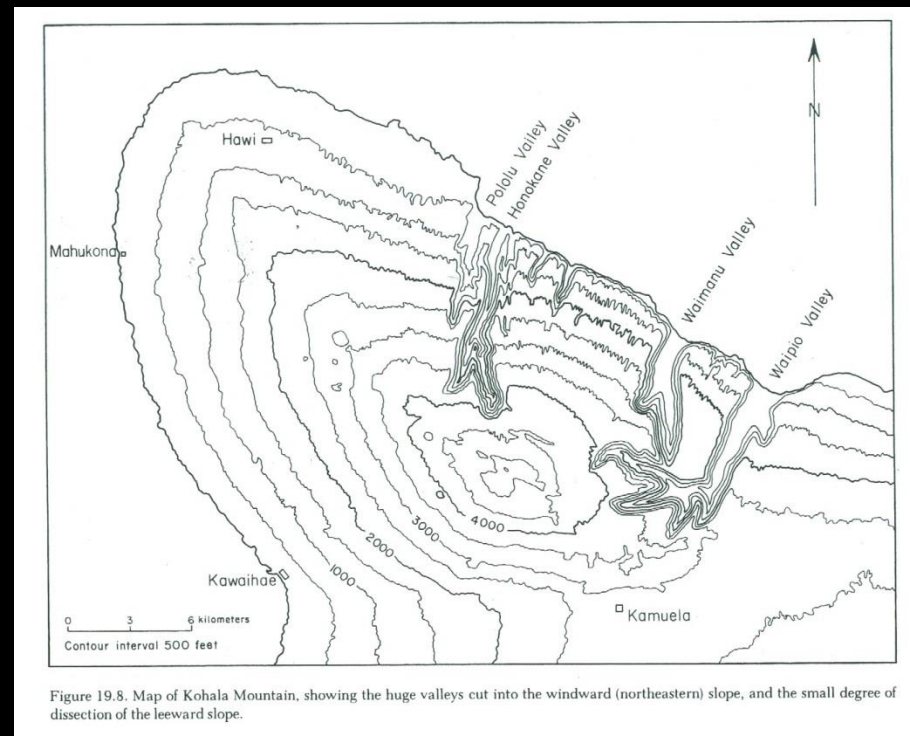 N
Pololu Valley
Honokane Valley
Hawi
Waimanu Valley
Mahukona
Waipio Valley
4000
3000
2000
1000
Kawaihae
Kamuela
0 3 6 kilometers
Contour interval 500 feet
Figure 19.8. Map of Kohala Mountain, showing the huge valleys cut into the windward (northeastern) slope, and the small degree of
dissection of the leeward slope.